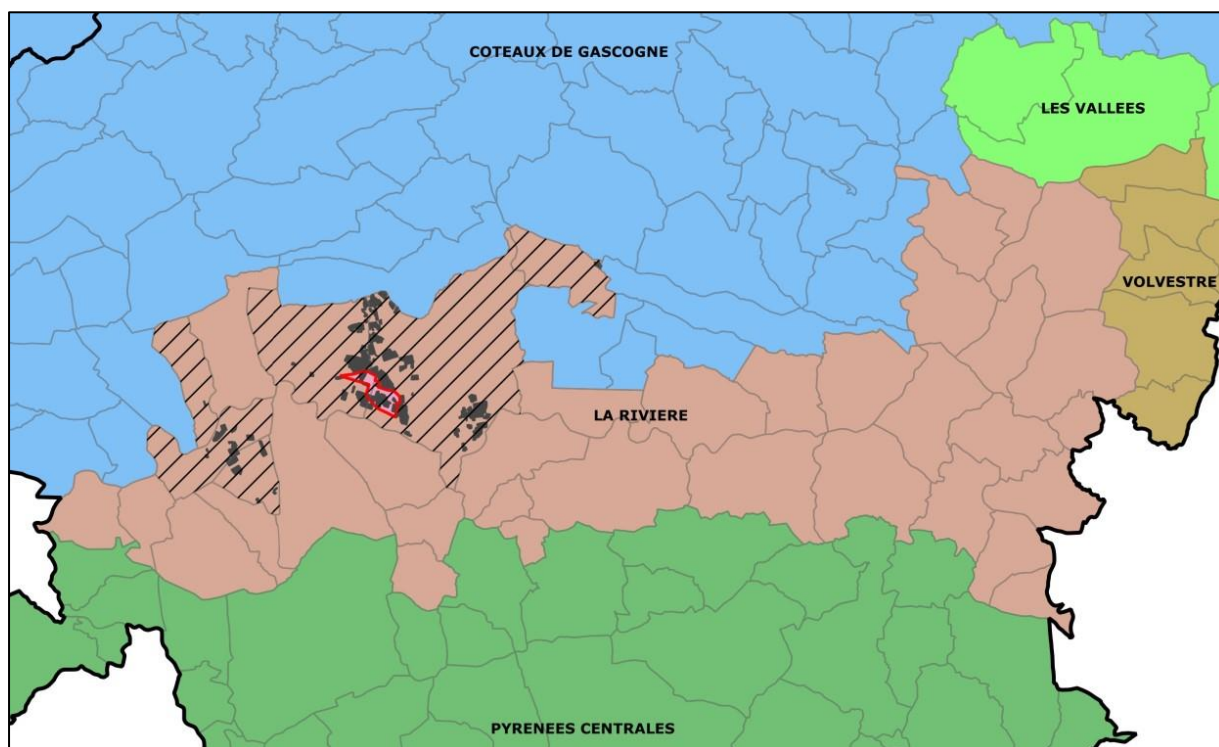 COTEAUX DE GASCOGNE
LES VALLEES
VOLVESTRE
LA RIVIERE
PYRENEES CENTRALES